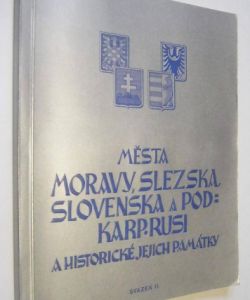 MĚSTA
MORAVY, SLEZSKA,
SLOVENSKA A POD=
KARP. RUSI
A HISTORICKÉ JEJICH PAMÁTKY
SVAZEK II.